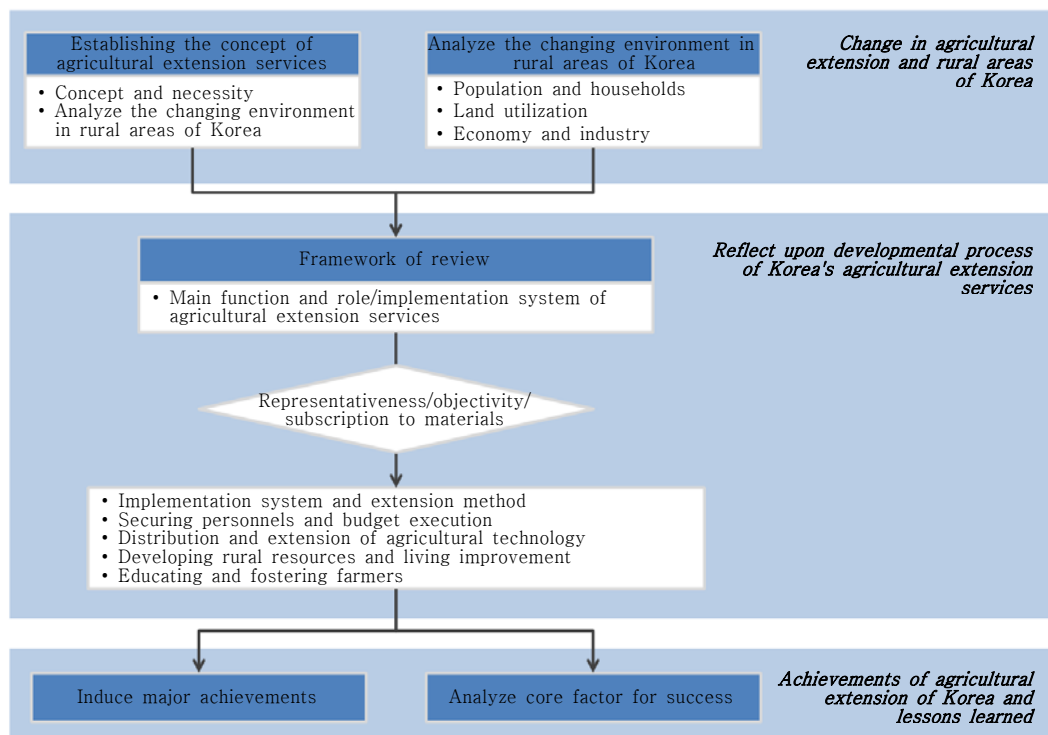 Establishing the concept of
agricultural extension services
• Concept and necessity
• Analyze the changing environment
in rural areas of Korea
Analyze the changing environment in
rural areas of Korea
• Population and households
• Land utilization
• Economy and industry
Change in agricultural
extension and rural areas
of Korea
Framework of review
• Main function and role/implementation system of
agricultural extension services
Reflect upon developmental process
of Korea's agricultural extension
services
Representativeness/objectivity/
subscription to materials
• Implementation system and extension method
• Securing personnels and budget execution
• Distribution and extension of agricultural technology
• Developing rural resources and living improvement
• Educating and fostering farmers
Induce major achievements
Analyze core factor for success
Achievements of agricultural
extension of Korea and
lessons learned